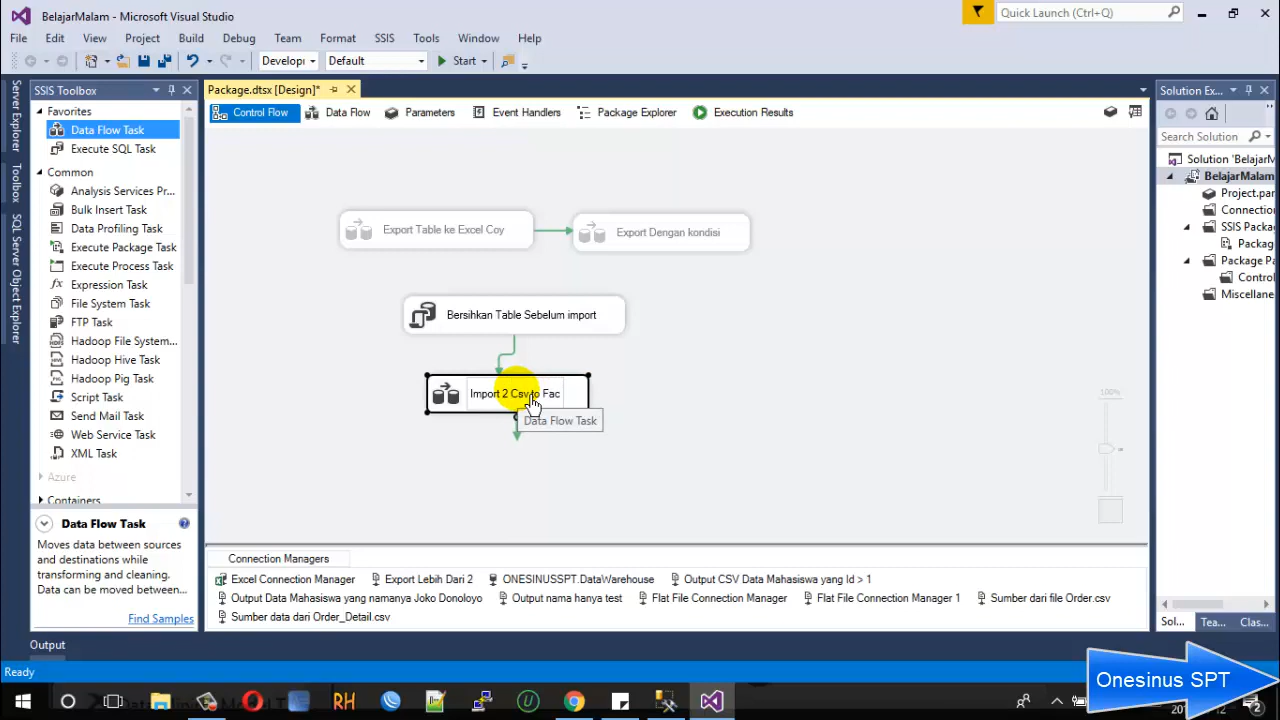 BelajarMalam - Microsoft Visual Studio
Quick Launch (Ctrl+Q)
File Edit View Project Build Debug Team Format SSIS Tools Window Help
Developi Default Start
SSIS Toolbox
Package.dtsx [Design]*
Solution Ex...
Server Explorer
Toolbox
SQL Server Object Explorer
Favorites
Data Flow Task
Execute SQL Task
Common
Analysis Services Pr...
Bulk Insert Task
Data Profiling Task
Execute Package Task
Execute Process Task
Expression Task
File System Task
FTP Task
Hadoop File System...
Hadoop Hive Task
Hadoop Pig Task
Script Task
Send Mail Task
Web Service Task
XML Task
Azure
Containers
Data Flow Task
Moves data between sources
and destinations while
transforming and cleaning.
Data can be moved between...
Find Samples
Control Flow Data Flow Parameters Event Handlers Package Explorer Execution Results
Export Table ke Excel Coy
Export Dengan kondisi
Bersihkan Table Sebelum import
Import 2 Csv to Fac
Data Flow Task
100%
Connection Managers
Excel Connection Manager Export Lebih Dari 2 ONESINUSSPT.DataWarehouse Output CSV Data Mahasiswa yang Id > 1
Output Data Mahasiswa yang namanya Joko Donoloyo Output nama hanya test Flat File Connection Manager Flat File Connection Manager 1 Sumber dari file Order.csv
Sumber data dari Order_Detail.csv
Search Solution
Solution 'BelajarM
BelajarMalam
Project.par
Connection
SSIS Packag
Package
Package Pa
Control
Miscellane
Sol... Tea... Clas...
Output
Ready
Onesinus SPT
RH